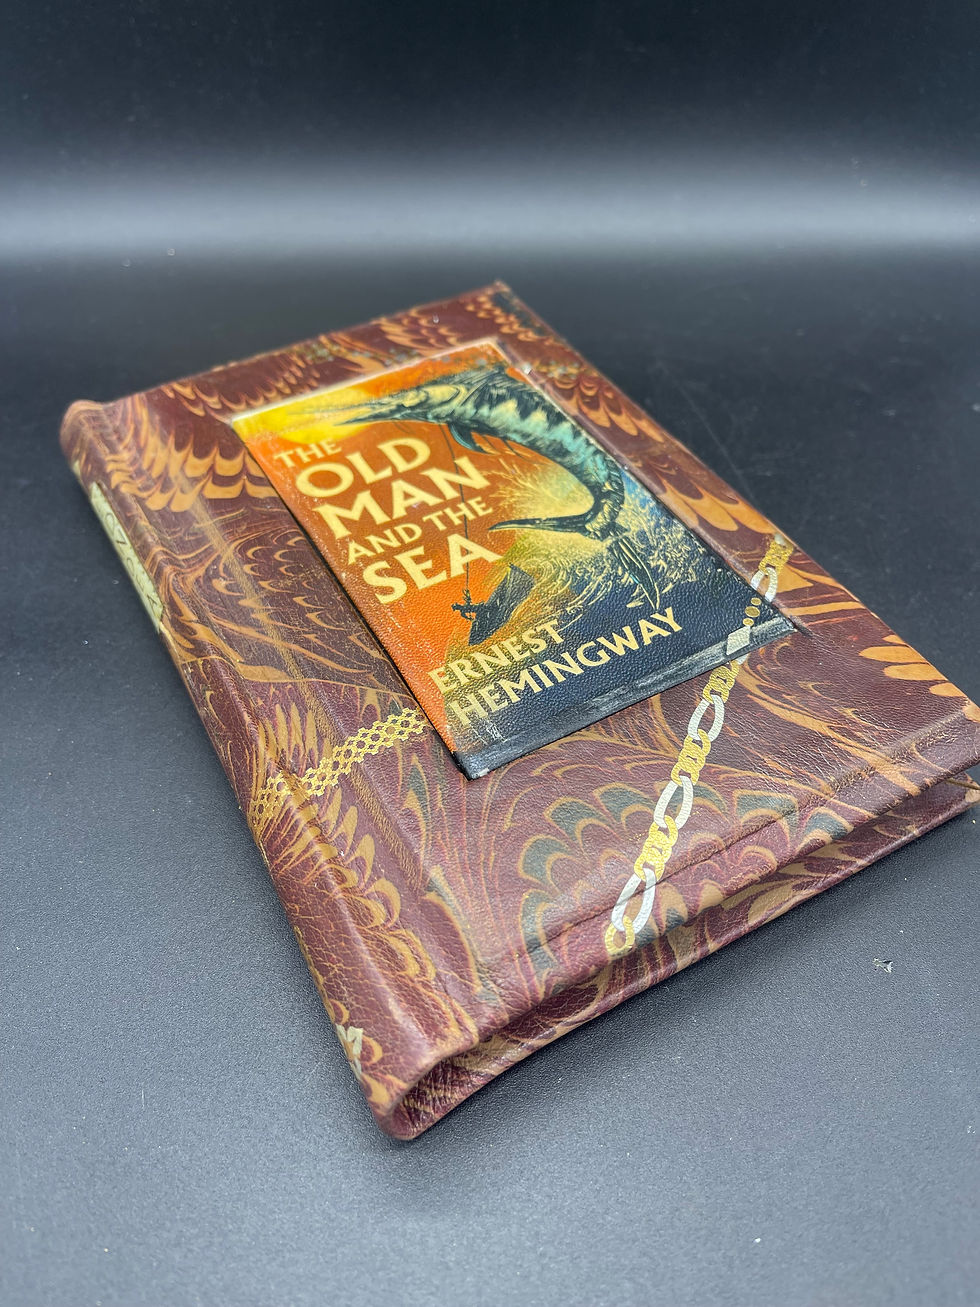 THE
OLD
MAN
AND THE
SEA
ERNEST
HEMINGWAY